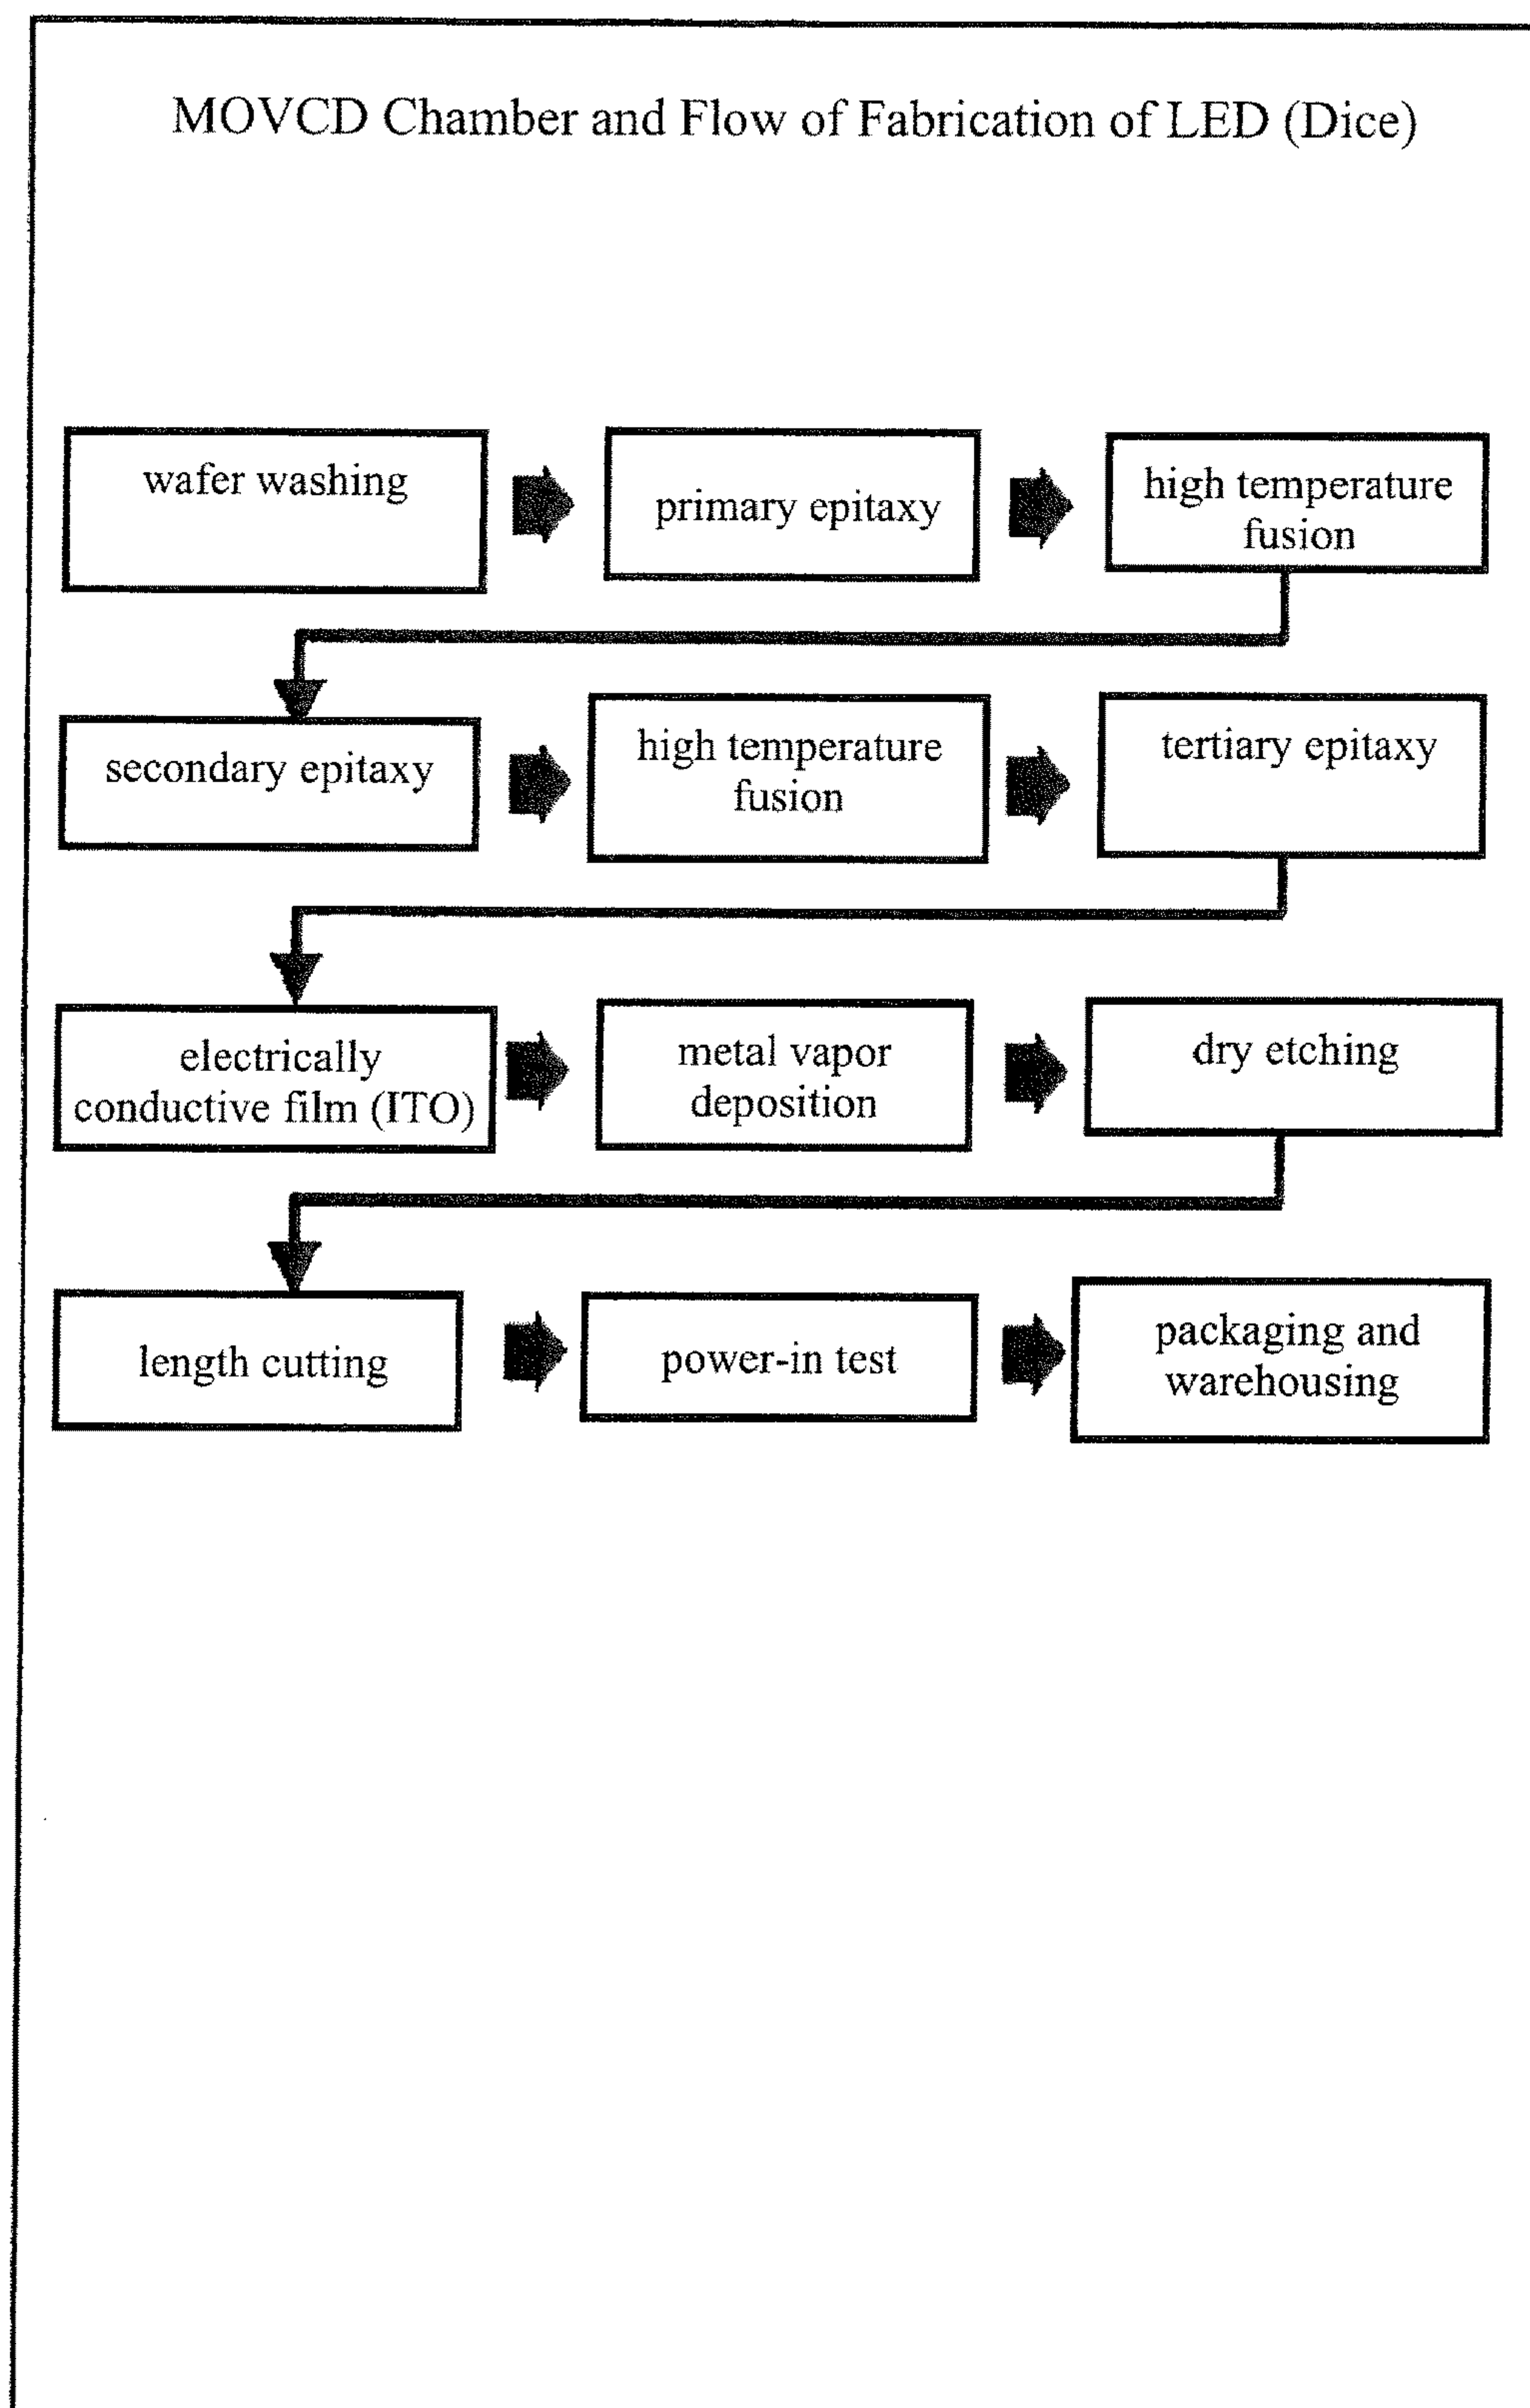 MOVCD Chamber and Flow of Fabrication of LED (Dice)
wafer washing
primary epitaxy
high temperature
fusion
secondary epitaxy
high temperature
fusion
tertiary epitaxy
electrically
conductive film (ITO)
metal vapor
deposition
dry etching
length cutting
power-in test
packaging and
warehousing